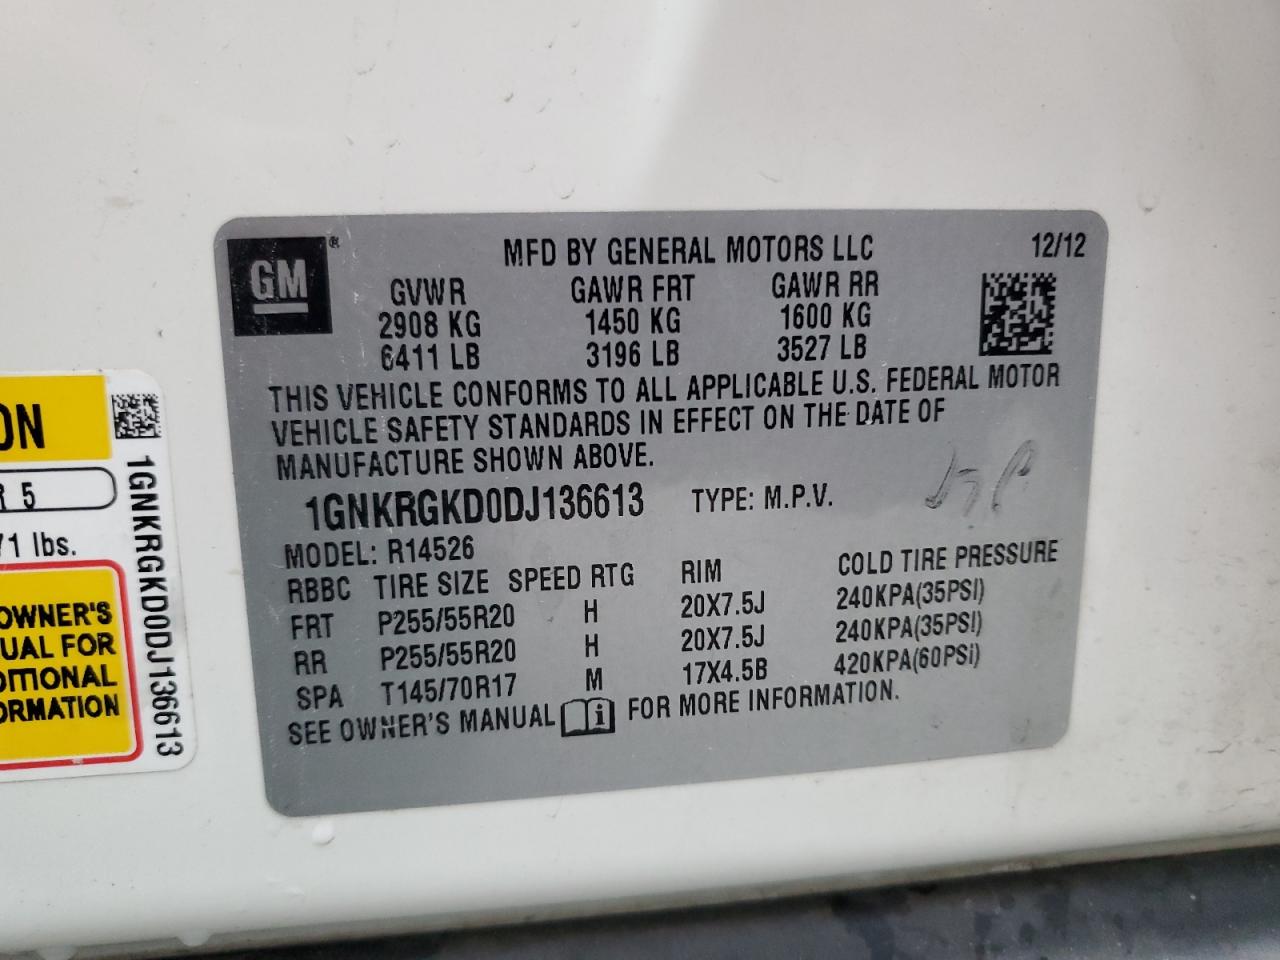 GM ®
MFD BY GENERAL MOTORS LLC 12/12
GVWR GAWR FRT GAWR RR
2908 KG 1450 KG 1600 KG
6411 LB 3196 LB 3527 LB
THIS VEHICLE CONFORMS TO ALL APPLICABLE U.S. FEDERAL MOTOR
VEHICLE SAFETY STANDARDS IN EFFECT ON THE DATE OF
MANUFACTURE SHOWN ABOVE.
1GNKRGKD0DJ136613 TYPE: M.P.V.
MODEL: R14526
RBBC TIRE SIZE SPEED RTG RIM COLD TIRE PRESSURE
FRT P255/55R20 H 20X7.5J 240KPA(35PSI)
RR P255/55R20 H 20X7.5J 240KPA(35PSI)
SPA T145/70R17 M 17X4.5B 420KPA(60PSi)
SEE OWNER'S MANUAL i FOR MORE INFORMATION.
ON
R 5
71 lbs.
OWNER'S
UAL FOR
DITIONAL
ORMATION
1GNKRGKD0DJ136613